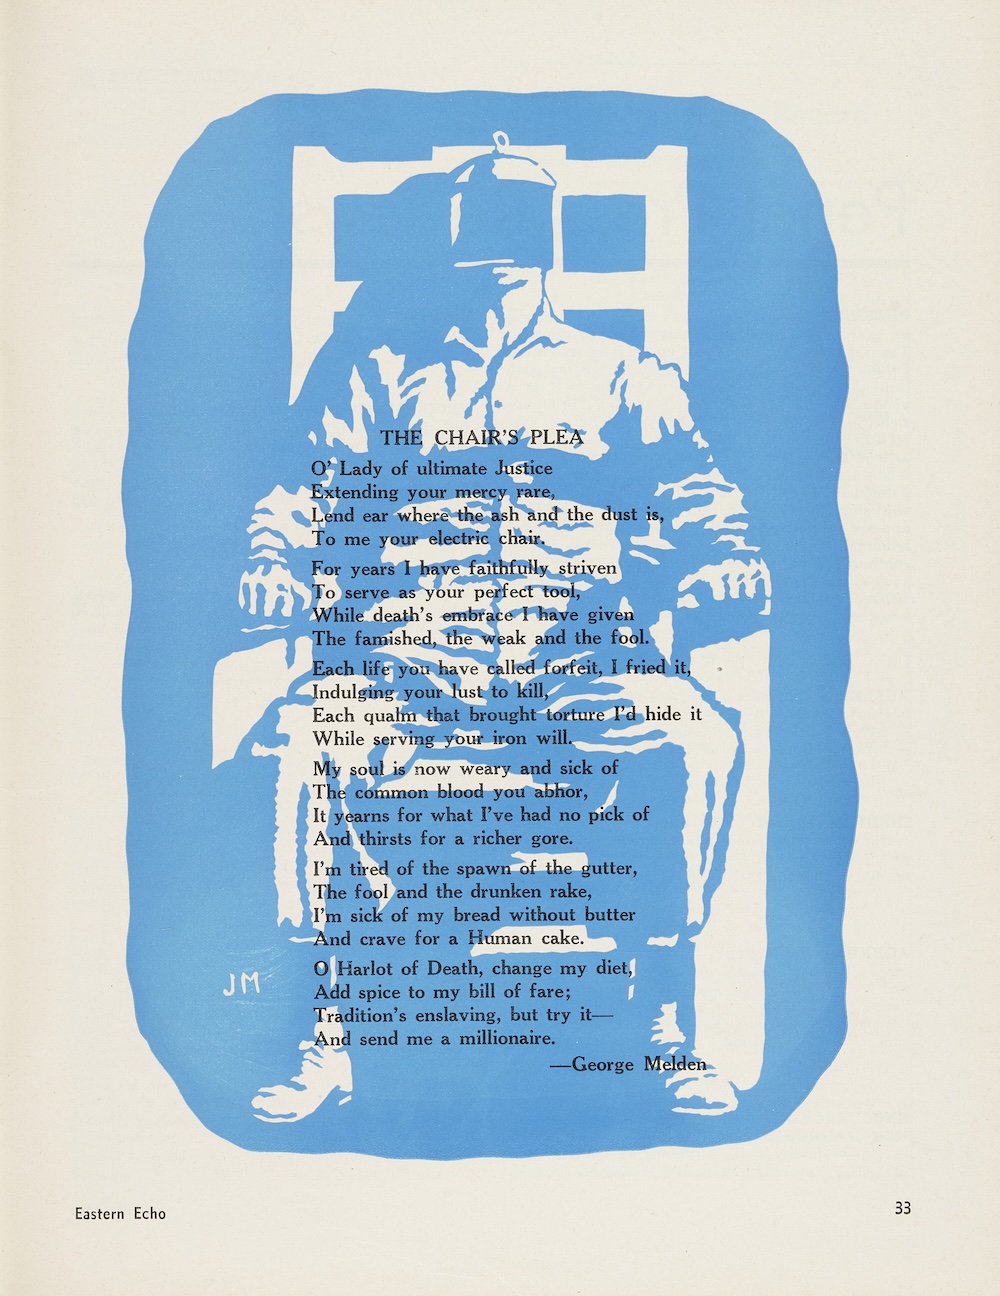 THE CHAIR'S PLEA
O' Lady of ultimate Justice
Extending your mercy rare,
Lend ear where the ash and the dust is,
To me your electric chair.
For years I have faithfully striven
To serve as your perfect tool,
While death's embrace I have given
The famished, the weak and the fool.
Each life you have called forfeit, I fried it,
Indulging your lust to kill,
Each qualm that brought torture I'd hide it
While serving your iron will.
My soul is now weary and sick of
The common blood you abhor,
It yearns for what I've had no pick of
And thirsts for a richer gore.
I'm tired of the spawn of the gutter,
The fool and the drunken rake,
I'm sick of my bread without butter
And crave for a Human cake.
O Harlot of Death, change my diet,
Add spice to my bill of fare;
Tradition's enslaving, but try it—
And send me a millionaire.
—George Melden
JM
Eastern Echo
33